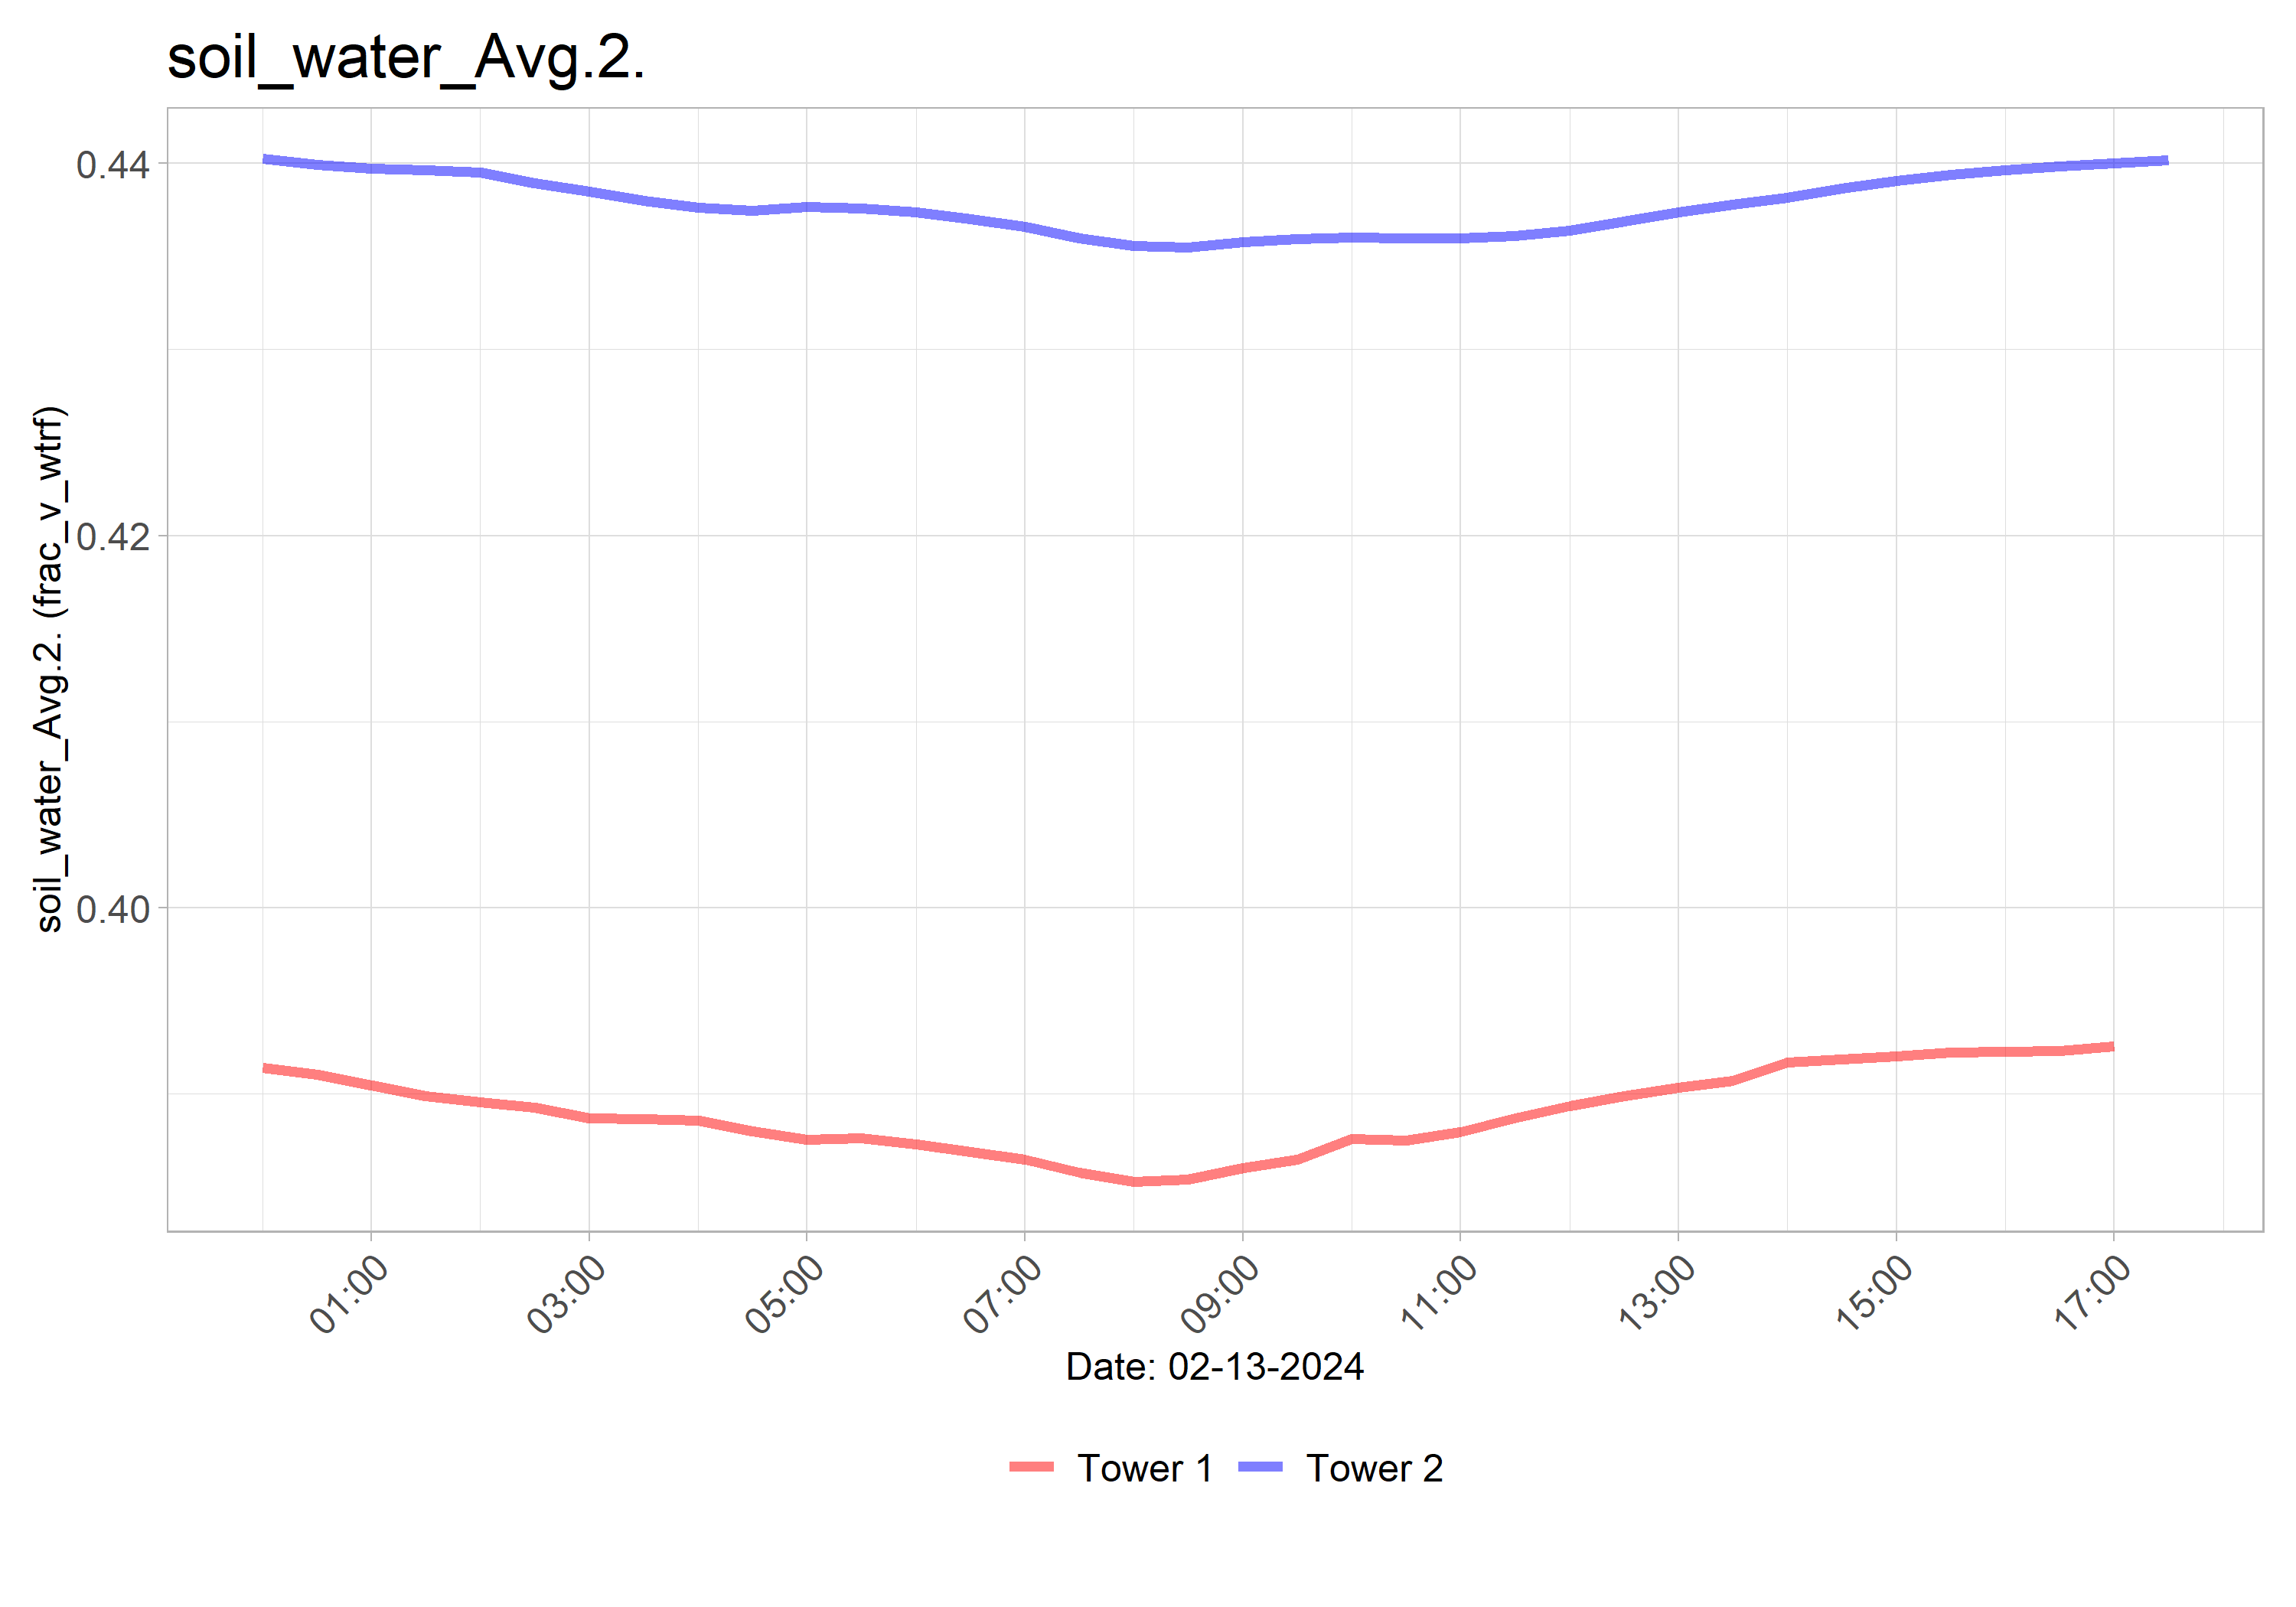 soil_water_Avg.2.
soil_water_Avg.2. (frac_v_wtrf)
0.44
0.42
0.40
01:00
03:00
05:00
07:00
09:00
11:00
13:00
15:00
17:00
Date: 02-13-2024
Tower 1
Tower 2